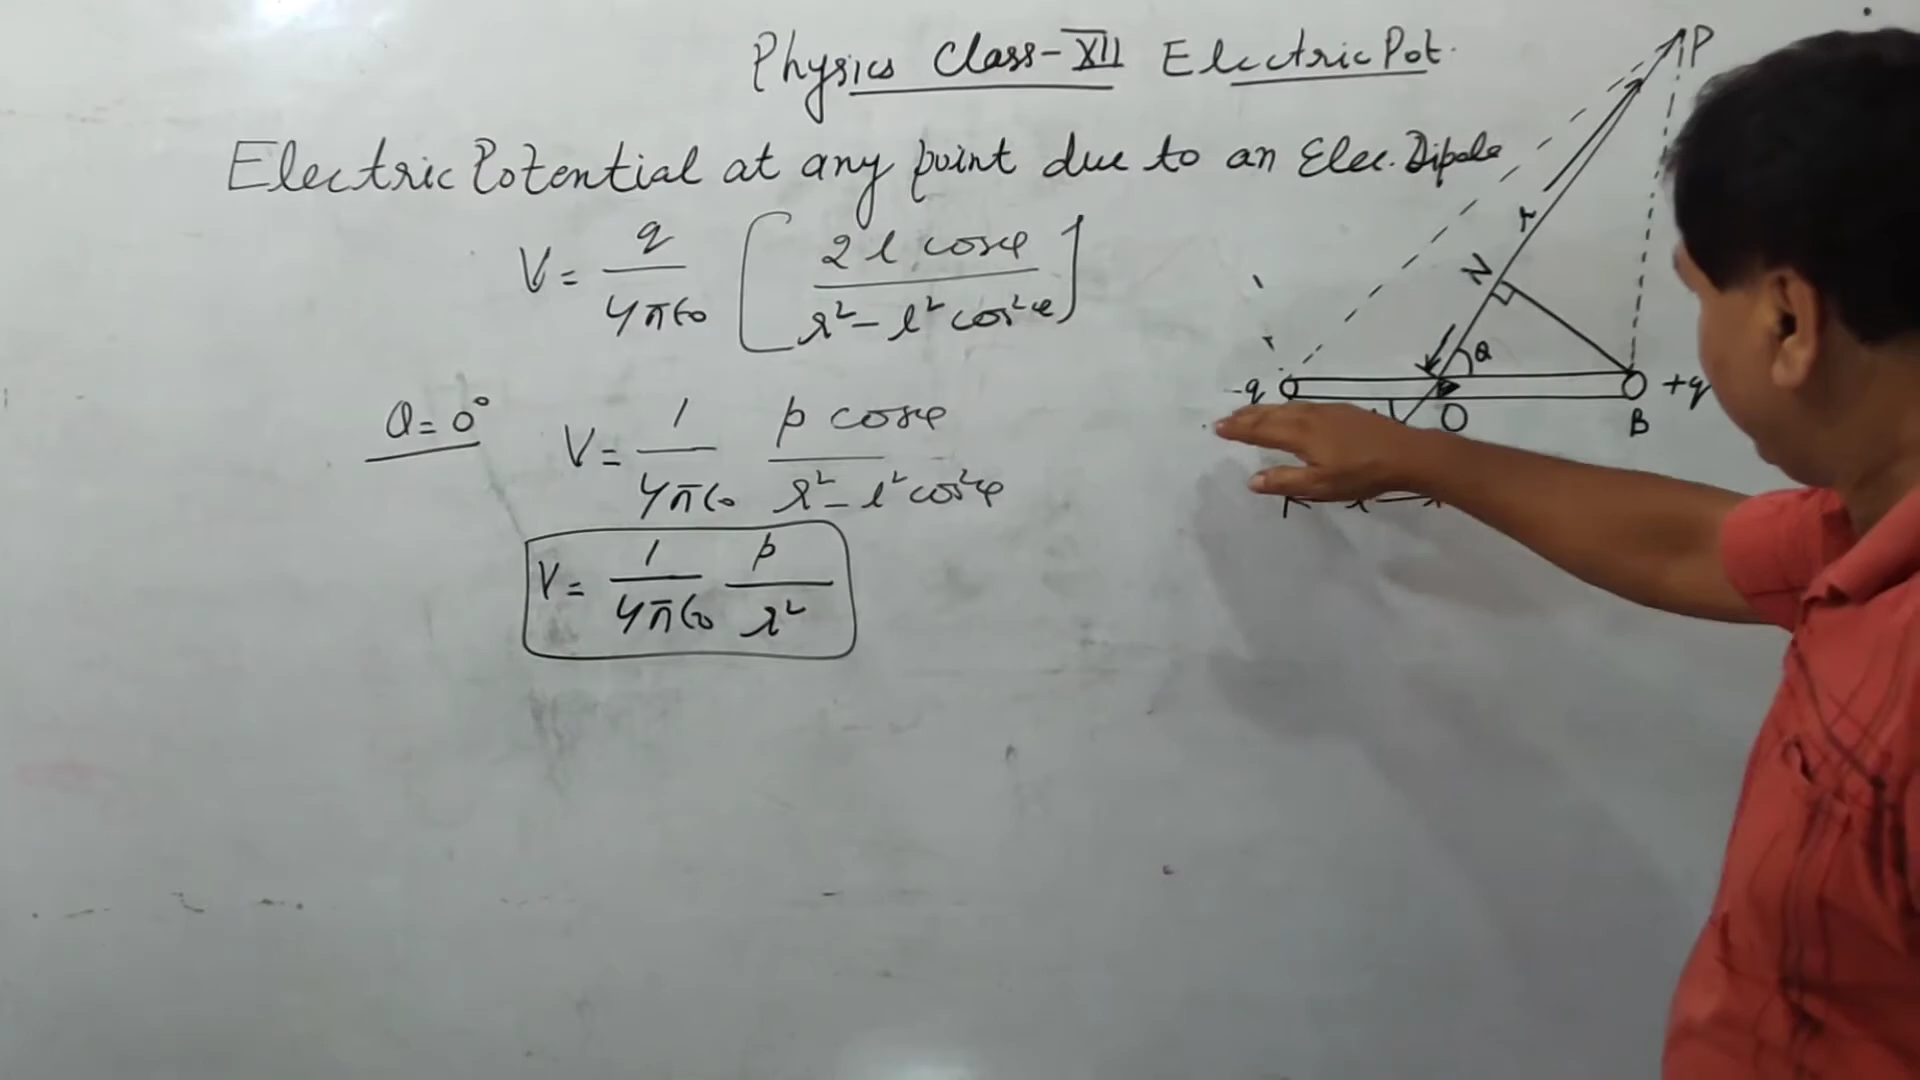 Physics Class-XII Electric Pot.
Electric Potential at any point due to an Elec. Dipole
V = q / 4πε₀ [ 2l cosθ / r² - l² cos²θ ]
θ = 0° V = 1 / 4πε₀ p cosθ / r² - l² cos²θ
V = 1 / 4πε₀ p / r²
P
r
N
θ
-q +q
O B